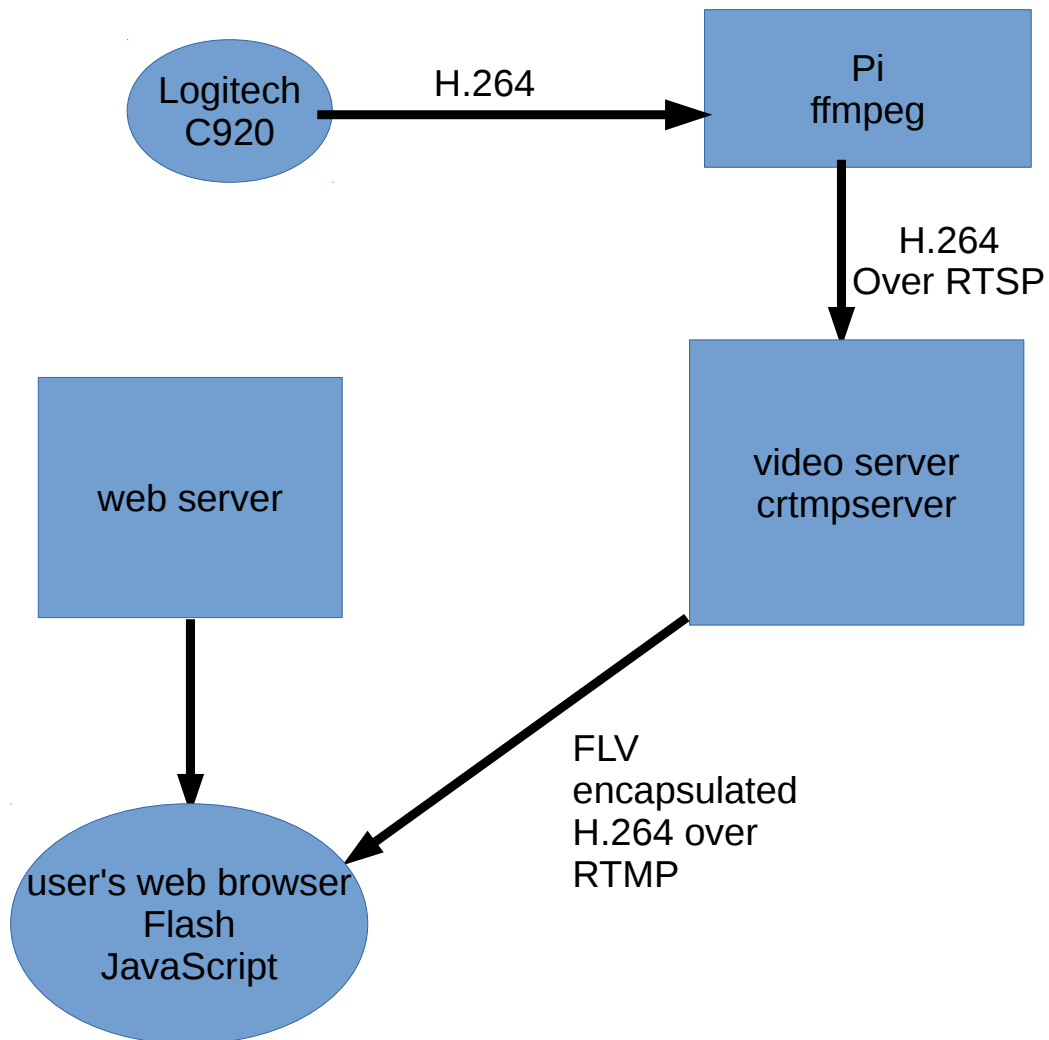 Logitech
C920
H.264
Pi
ffmpeg
H.264
Over RTSP
web server
video server
crtmpserver
FLV
encapsulated
H.264 over
RTMP
user's web browser
Flash
JavaScript